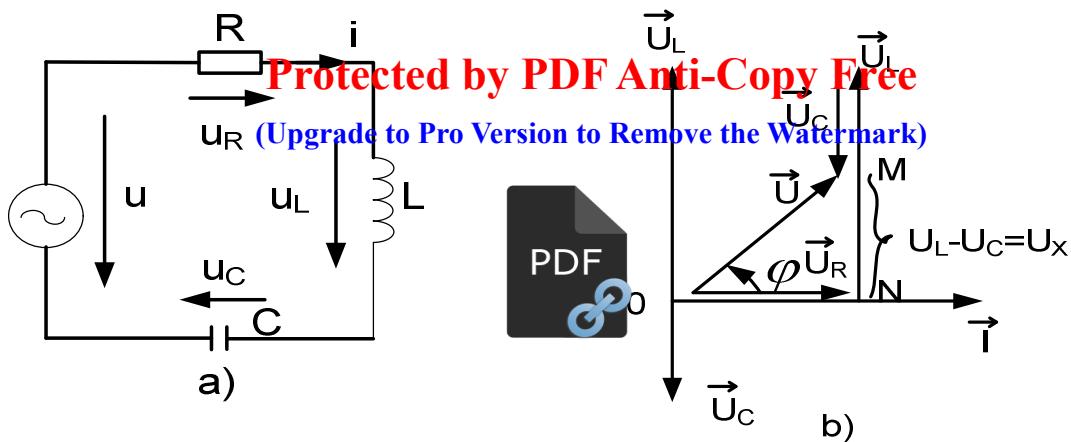 R
i
Protected by PDF Anti-Copy Free
(Upgrade to Pro Version to Remove the Watermark)
u_R
u
u_L
L
u_C
C
a)
PDF
U_L
U_L
U_C
U
M
φ
U_R
U_L-U_C=U_X
N
0
I
U_C
b)